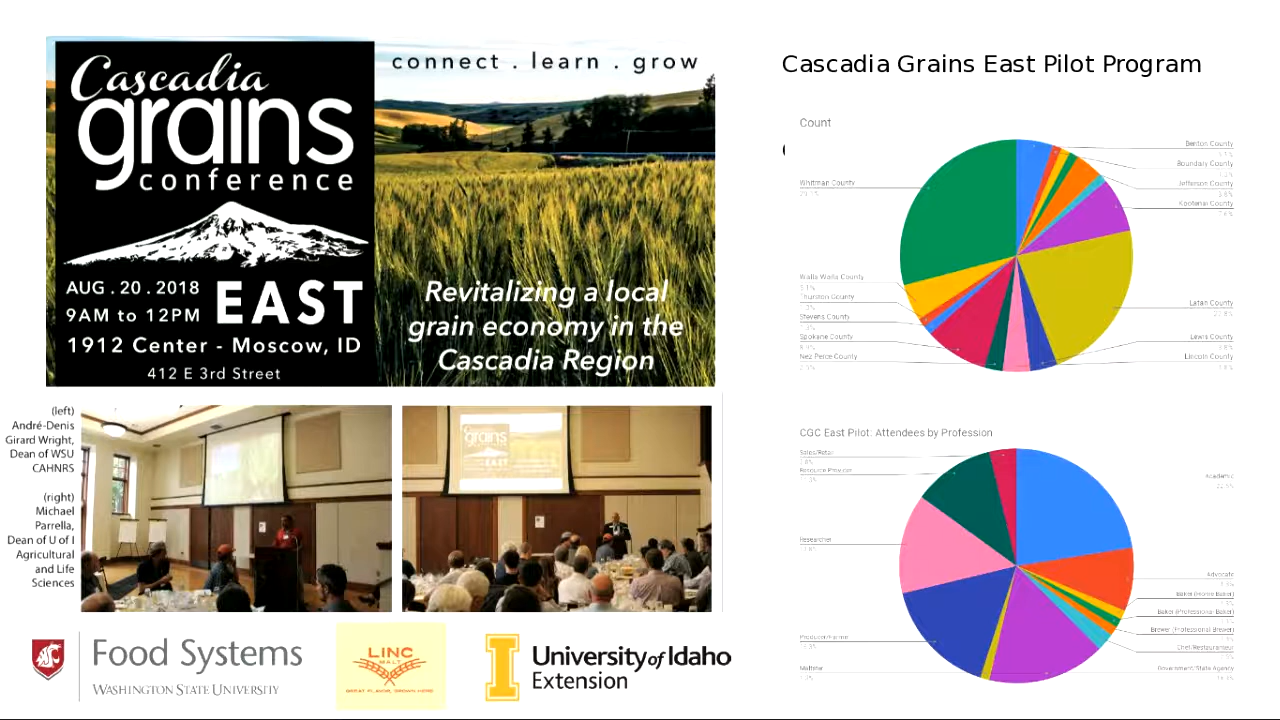 Cascadia
grains
conference
AUG . 20 . 2018
9AM to 12PM
EAST
1912 Center - Moscow, ID
412 E 3rd Street
connect . learn . grow
Revitalizing a local
grain economy in the
Cascadia Region
(left)
André-Denis
Girard Wright,
Dean of WSU
CAHNRS
(right)
Michael
Parrella,
Dean of U of I
Agricultural
and Life
Sciences
Food Systems
WASHINGTON STATE UNIVERSITY
LINC
MALT
GREAT FLAVOR, GROWN HERE
I
University of Idaho
Extension
Cascadia Grains East Pilot Program
Count
Whitman County
Walla Walla County
Thurston County
Stevens County
Spokane County
Nez Perce County
Benton County
Boundary County
Jefferson County
Kootenai County
Latah County
Lewis County
Lincoln County
CGC East Pilot: Attendees by Profession
Sales/Retail
Resource Provider
Researcher
Producer/Farmer
Maltster
Academic
Advocate
Baker (Home Baker)
Baker (Professional Baker)
Brewer (Professional Brewer)
Chef/Restauranteur
Government/State Agency